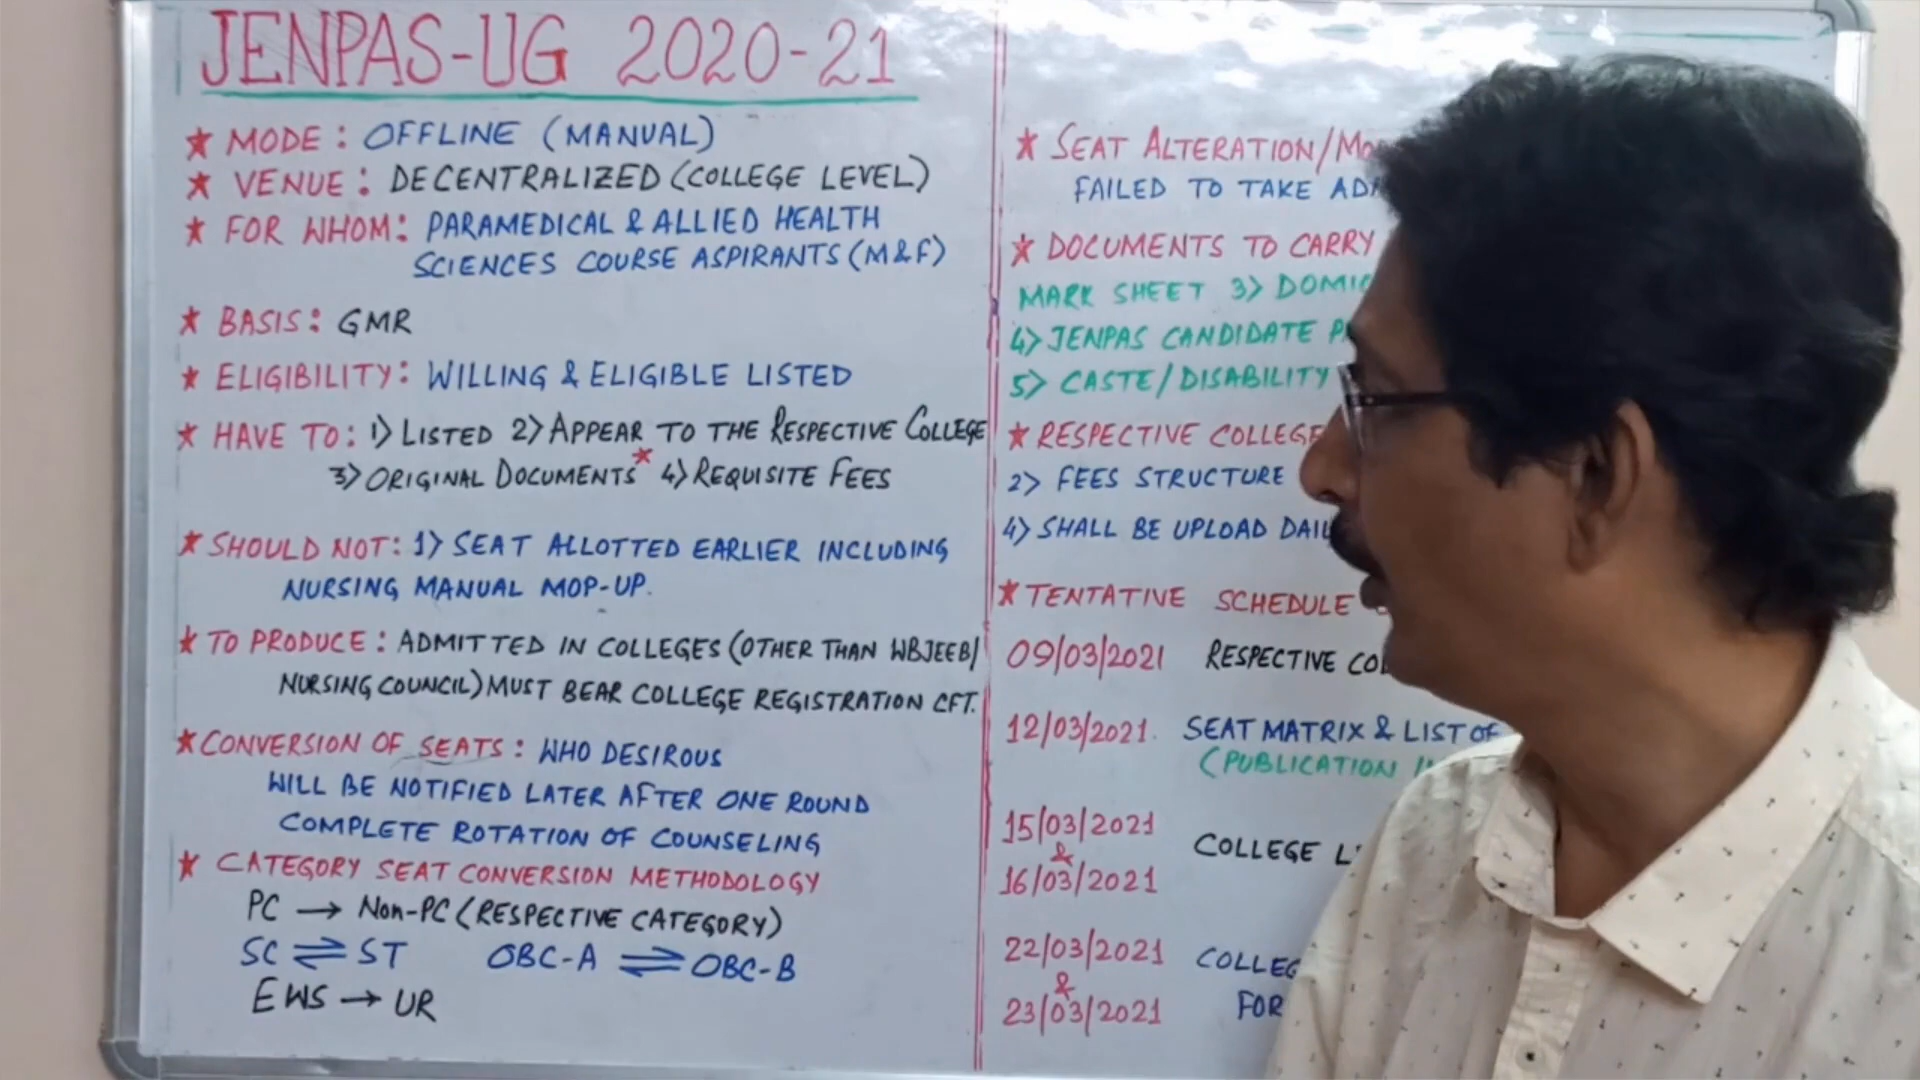 JENPAS-UG 2020-21
★ MODE: OFFLINE (MANUAL)
★ VENUE: DECENTRALIZED (COLLEGE LEVEL)
★ FOR WHOM: PARAMEDICAL & ALLIED HEALTH
SCIENCES COURSE ASPIRANTS (M&F)
★ BASIS: GMR
★ ELIGIBILITY: WILLING & ELIGIBLE LISTED
★ HAVE TO: 1) LISTED 2) APPEAR TO THE RESPECTIVE COLLEGE
3) ORIGINAL DOCUMENTS★ 4) REQUISITE FEES
★ SHOULD NOT: 1) SEAT ALLOTTED EARLIER INCLUDING
NURSING MANUAL MOP-UP.
★ TO PRODUCE: ADMITTED IN COLLEGES (OTHER THAN WBJEEB/
NURSING COUNCIL) MUST BEAR COLLEGE REGISTRATION CFT.
★ CONVERSION OF SEATS: WHO DESIROUS
WILL BE NOTIFIED LATER AFTER ONE ROUND
COMPLETE ROTATION OF COUNSELING
★ CATEGORY SEAT CONVERSION METHODOLOGY
PC → Non-PC (RESPECTIVE CATEGORY)
SC ⇌ ST OBC-A ⇌ OBC-B
EWS → UR
★ SEAT ALTERATION/
FAILED TO TAKE
★ DOCUMENTS TO CARRY
MARK SHEET 3>
4> JENPAS CANDIDATE
5> CASTE/DISABILITY
★ RESPECTIVE COLLEGE
2> FEES STRUCTURE
4) SHALL BE UPLOAD
★ TENTATIVE SCHEDULE
09/03/2021 RESPECTIVE
12/03/2021. SEAT MATRIX & LIST OF
(PUBLICATION
15/03/2021
&
16/03/2021
COLLEGE
22/03/2021
&
23/03/2021
FOR